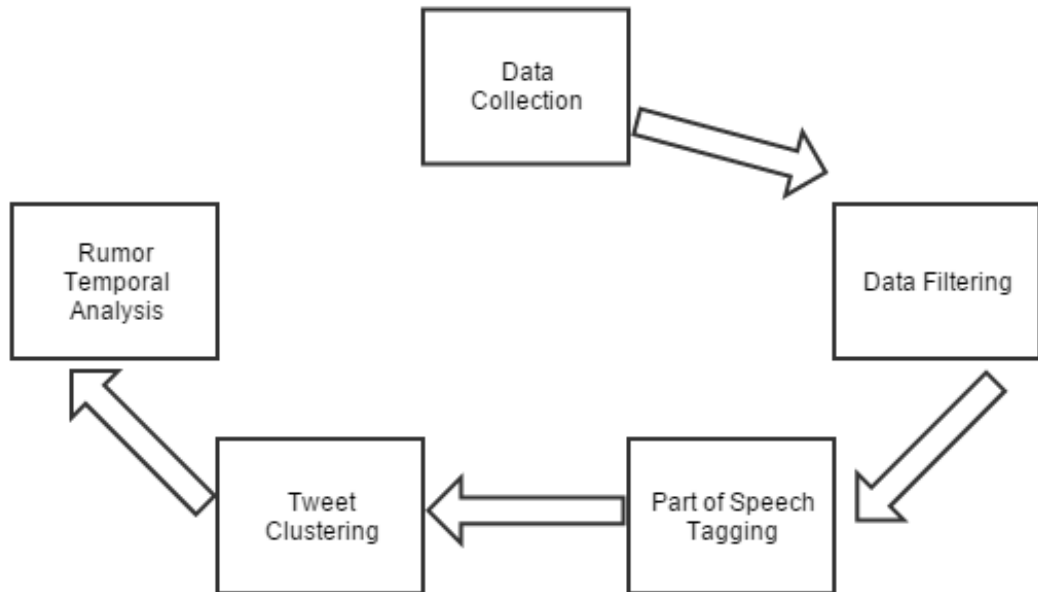 Data
Collection
Data Filtering
Part of Speech
Tagging
Tweet
Clustering
Rumor
Temporal
Analysis